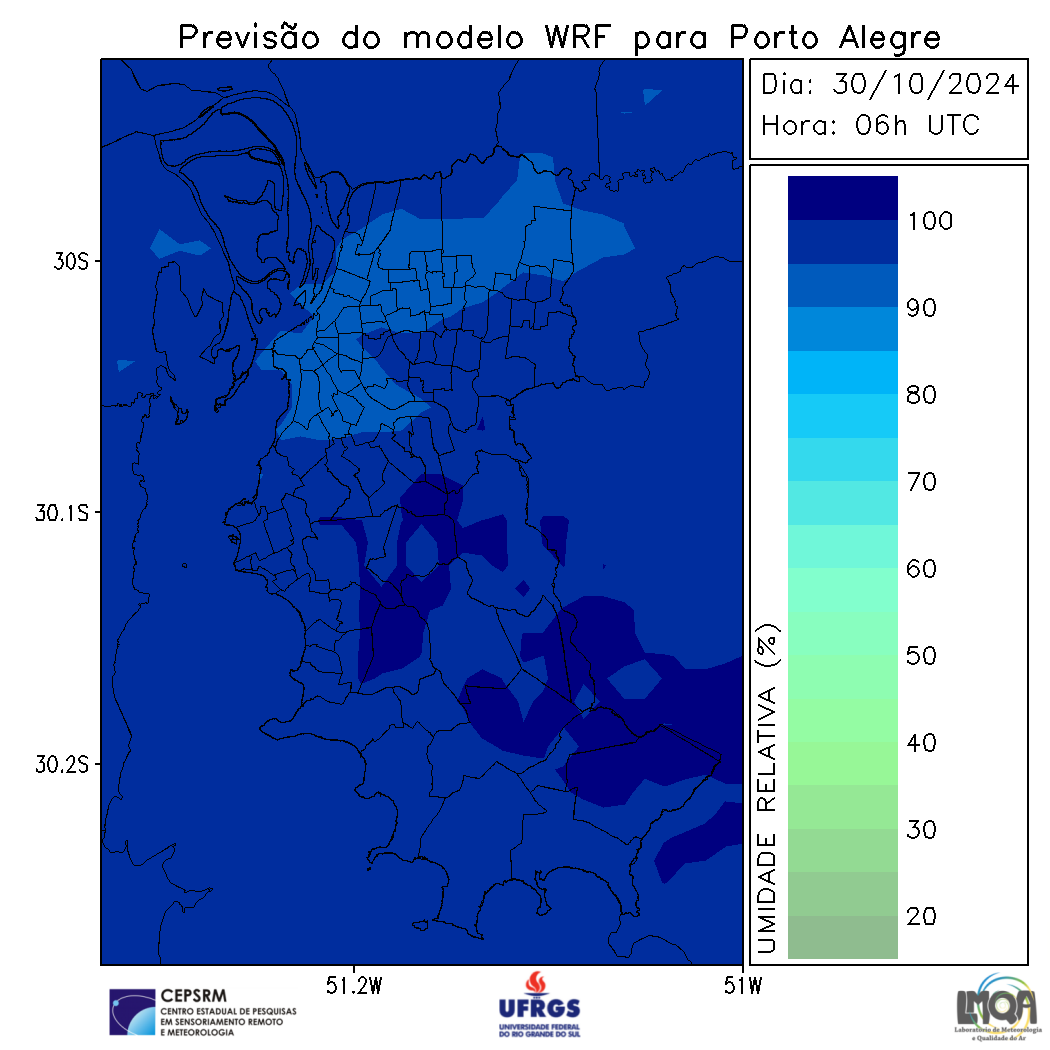 Previsão do modelo WRF para Porto Alegre
Dia: 30/10/2024
Hora: 06h UTC
100
90
80
70
60
50
40
30
20
UMIDADE RELATIVA (%)
30S
30.1S
30.2S
51.2W
51W
CEPSRM
CENTRO ESTADUAL DE PESQUISAS
EM SENSORIAMENTO REMOTO
E METEOROLOGIA
UFRGS
UNIVERSIDADE FEDERAL
DO RIO GRANDE DO SUL
LMQA
Laboratório de Meteorologia
e Qualidade do Ar